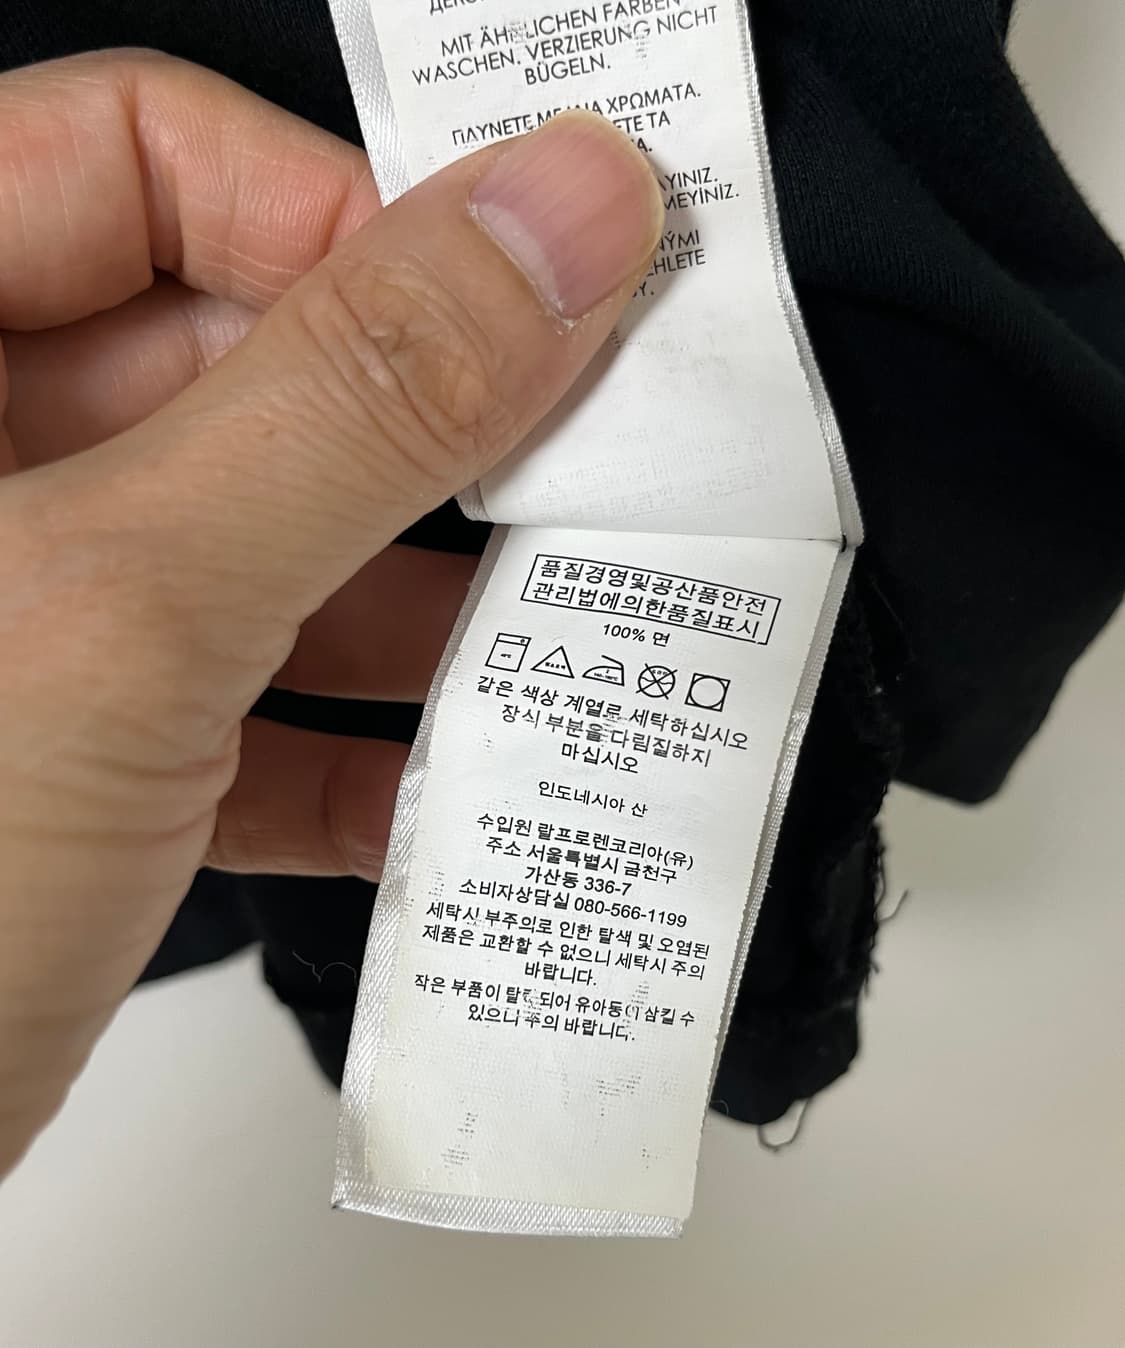 MIT ÄHNLICHEN FARBEN
WASCHEN. VERZIERUNG NICHT
BÜGELN.
ΠΛΥΝΕΤΕ ΜΕ ΧΡΩΜΑΤΑ.
ΤΑ
품질경영및공산품안전
관리법에의한품질표시
100% 면
같은 색상 계열로 세탁하십시오
장식 부분을 다림질하지
마십시오
인도네시아 산
수입원 랄프로렌코리아(유)
주소 서울특별시 금천구
가산동 336-7
소비자상담실 080-566-1199
세탁시 부주의로 인한 탈색 및 오염된
제품은 교환할 수 없으니 세탁시 주의
바랍니다.
작은 부품이 탈락되어 유아동이 삼킬 수
있으니 주의 바랍니다.